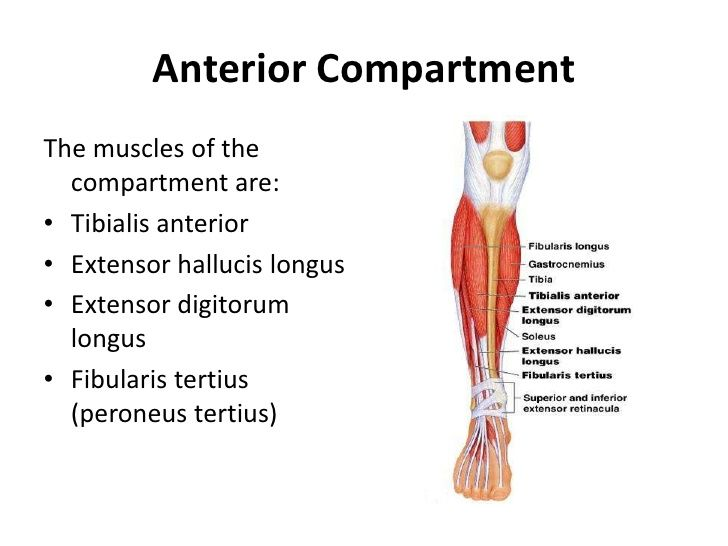 Anterior Compartment
The muscles of the
compartment are:
• Tibialis anterior
• Extensor hallucis longus
• Extensor digitorum
longus
• Fibularis tertius
(peroneus tertius)
Fibularis longus
Gastrocnemius
Tibia
Tibialis anterior
Extensor digitorum
longus
Soleus
Extensor hallucis
longus
Fibularis tertius
Superior and inferior
extensor retinacula